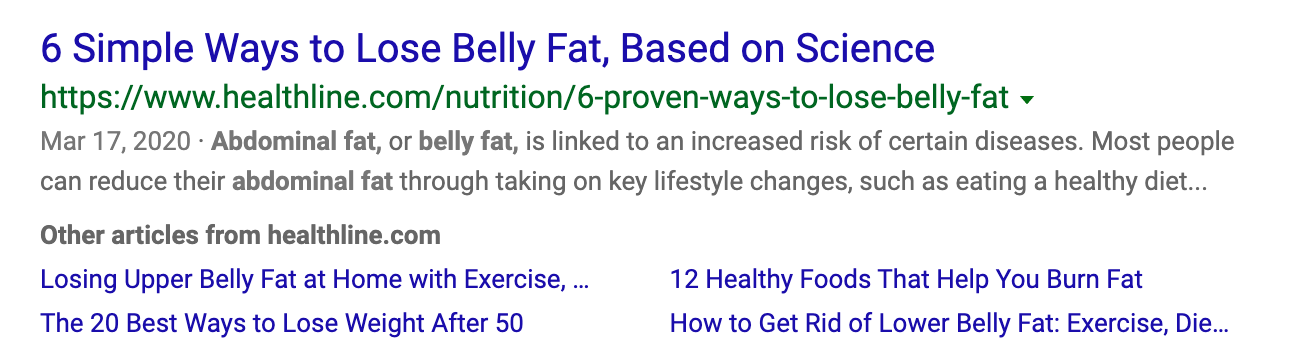 6 Simple Ways to Lose Belly Fat, Based on Science
https://www.healthline.com/nutrition/6-proven-ways-to-lose-belly-fat
Mar 17, 2020 · Abdominal fat, or belly fat, is linked to an increased risk of certain diseases. Most people
can reduce their abdominal fat through taking on key lifestyle changes, such as eating a healthy diet...
Other articles from healthline.com
Losing Upper Belly Fat at Home with Exercise, ...
12 Healthy Foods That Help You Burn Fat
The 20 Best Ways to Lose Weight After 50
How to Get Rid of Lower Belly Fat: Exercise, Die...